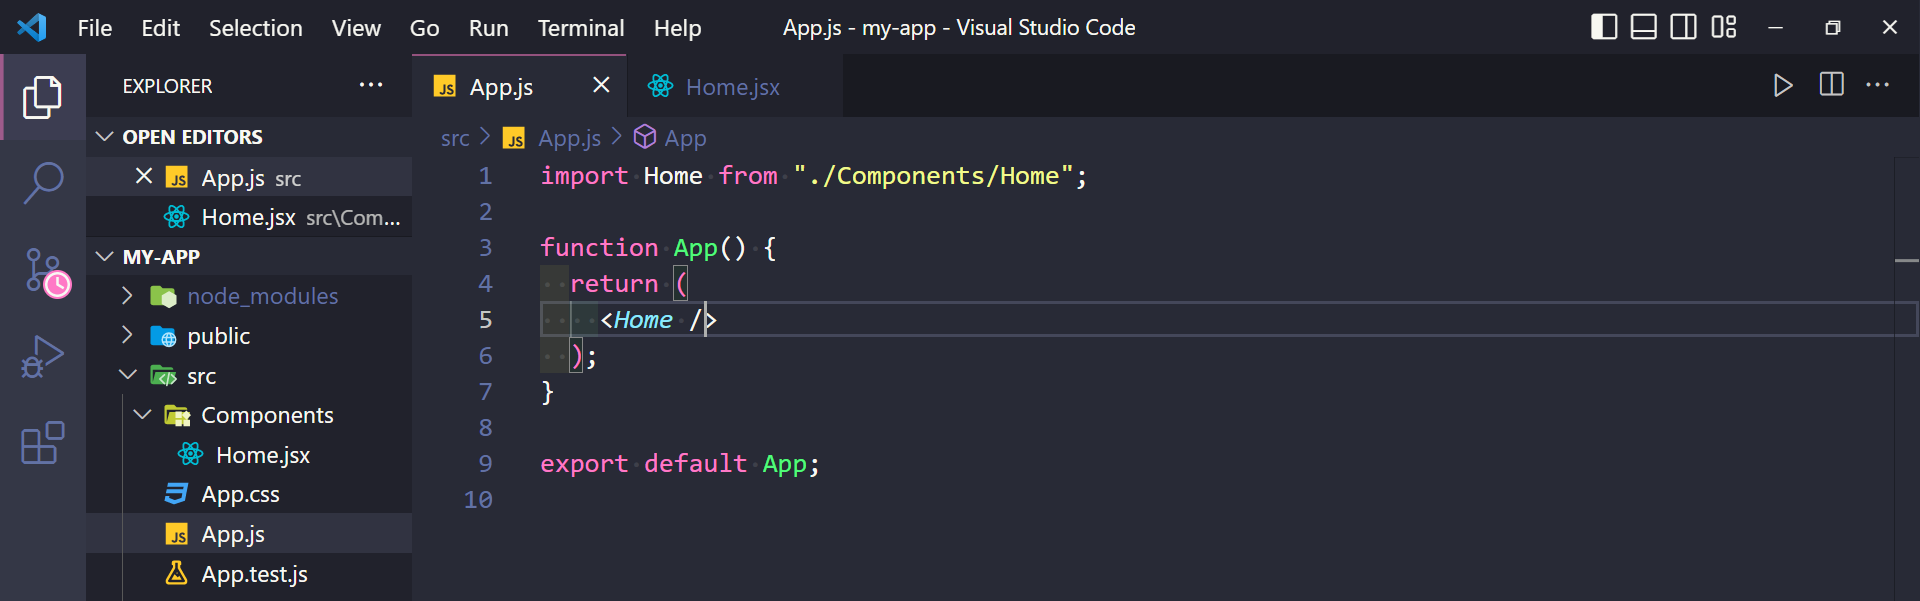 File Edit Selection View Go Run Terminal Help App.js - my-app - Visual Studio Code
EXPLORER
OPEN EDITORS
App.js src
Home.jsx src\Com...
MY-APP
node_modules
public
src
Components
Home.jsx
App.css
JS App.js
App.test.js
JS App.js
Home.jsx
src > JS App.js > App
1 import Home from "./Components/Home";
2
3 function App() {
4 return (
5 <Home />
6 );
7 }
8
9 export default App;
10